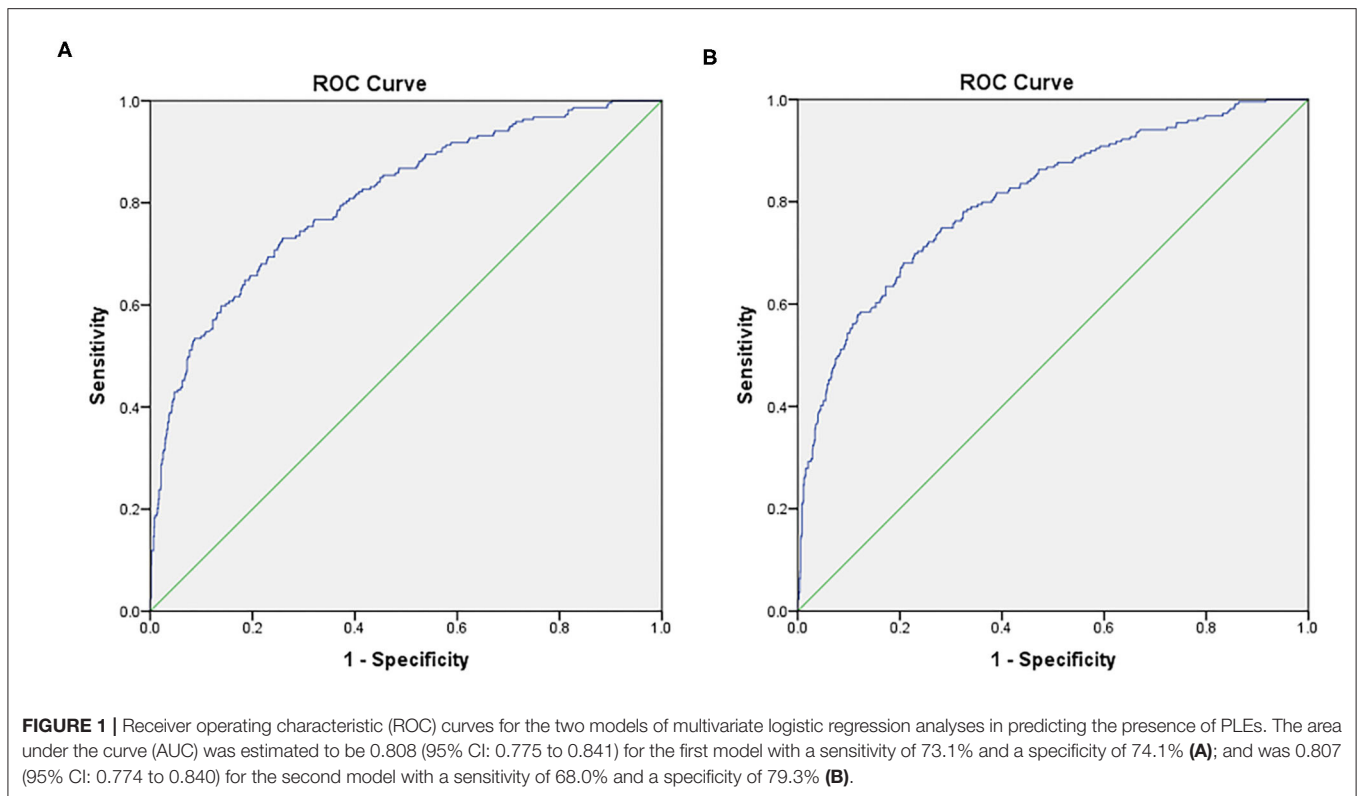 A
ROC Curve
1.0
0.8
0.6
0.4
0.2
0.0
Sensitivity
0.0 0.2 0.4 0.6 0.8 1.0
1 - Specificity
B
ROC Curve
1.0
0.8
0.6
0.4
0.2
0.0
Sensitivity
0.0 0.2 0.4 0.6 0.8 1.0
1 - Specificity
FIGURE 1 | Receiver operating characteristic (ROC) curves for the two models of multivariate logistic regression analyses in predicting the presence of PLEs. The area
under the curve (AUC) was estimated to be 0.808 (95% CI: 0.775 to 0.841) for the first model with a sensitivity of 73.1% and a specificity of 74.1% (A); and was 0.807
(95% CI: 0.774 to 0.840) for the second model with a sensitivity of 68.0% and a specificity of 79.3% (B).